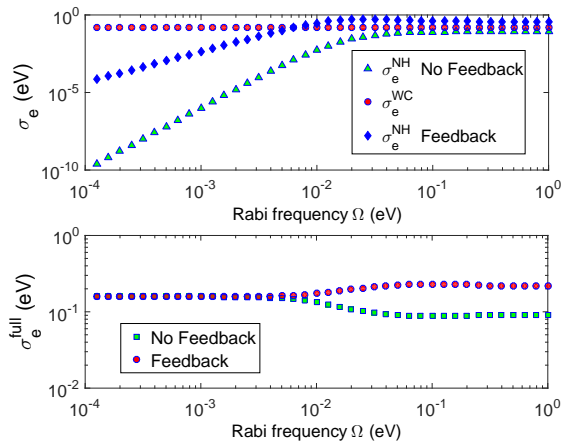 10^0
10^-5
10^-10
σ_e (eV)
σ_e^NH No Feedback
σ_e^WC
σ_e^NH Feedback
10^-4 10^-3 10^-2 10^-1 10^0
Rabi frequency Ω (eV)
10^0
10^-1
10^-2
σ_e^full (eV)
No Feedback
Feedback
10^-4 10^-3 10^-2 10^-1 10^0
Rabi frequency Ω (eV)